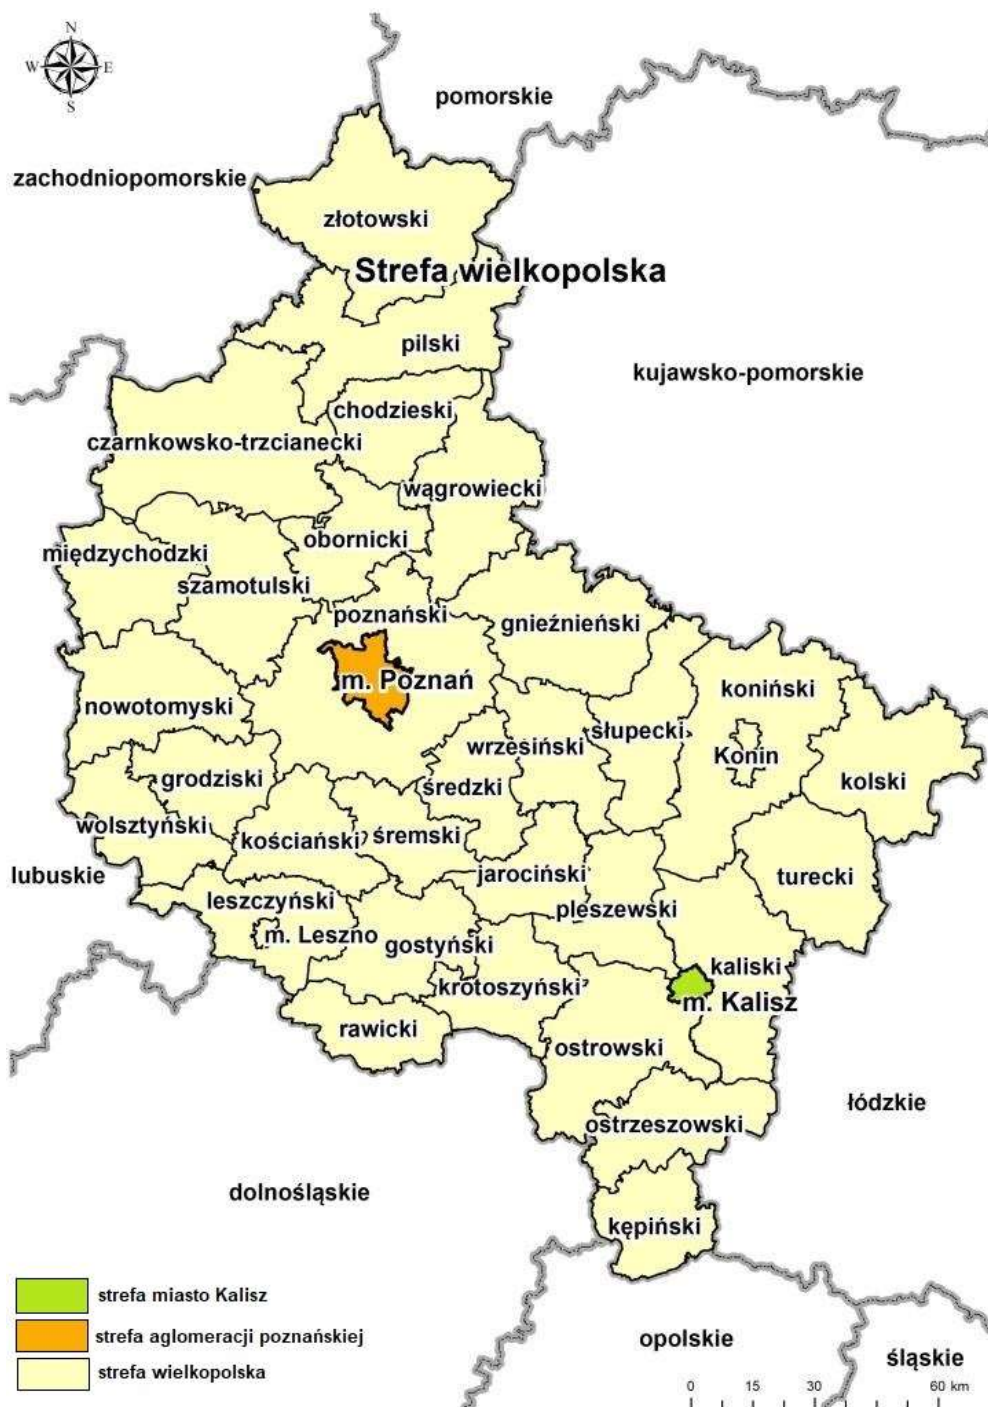 N
W E
S
pomorskie
zachodniopomorskie
złotowski
Strefa wielkopolska
pilski
kujawsko-pomorskie
chodzieski
czarnkowsko-trzcianecki
wągrowiecki
obornicki
międzychodzki
szamotulski
poznański
gnieźnieński
m. Poznań
koniński
nowotomyski
słupecki
wrzesiński
Konin
grodziski
średzki
kolski
wolsztyński
kościański
śremski
lubuskie
jarociński
turecki
leszczyński
pleszewski
m. Leszno
gostyński
kaliski
krotoszyński
m. Kalisz
rawicki
ostrowski
łódzkie
ostrzeszowski
dolnośląskie
kępiński
strefa miasto Kalisz
strefa aglomeracji poznańskiej
opolskie
śląskie
strefa wielkopolska
0 15 30 60 km